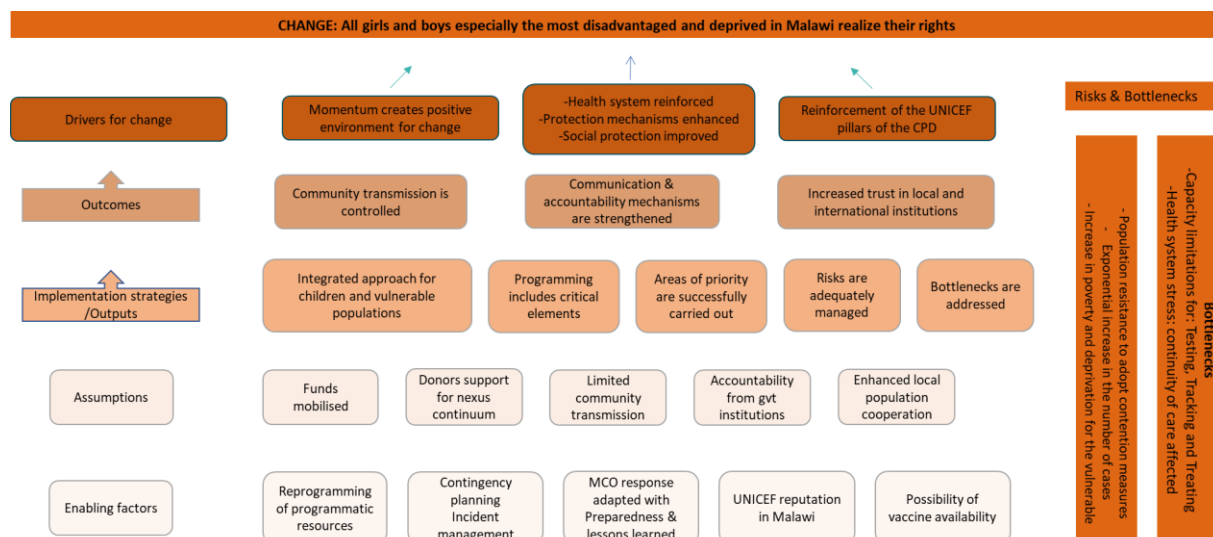 CHANGE: All girls and boys especially the most disadvantaged and deprived in Malawi realize their rights
Drivers for change
Momentum creates positive
environment for change
-Health system reinforced
-Protection mechanisms enhanced
-Social protection improved
Reinforcement of the UNICEF
pillars of the CPD
Risks & Bottlenecks
Outcomes
Community transmission is
controlled
Communication &
accountability mechanisms
are strengthened
Increased trust in local and
international institutions
Implementation strategies
/Outputs
Integrated approach for
children and vulnerable
populations
Programming
includes critical
elements
Areas of priority
are successfully
carried out
Risks are
adequately
managed
Bottlenecks are
addressed
Assumptions
Funds
mobilised
Donors support
for nexus
continuum
Limited
community
transmission
Accountability
from gvt
institutions
Enhanced local
population
cooperation
Enabling factors
Reprogramming
of programmatic
resources
Contingency
planning
Incident
management
MCO response
adapted with
Preparedness &
lessons learned
UNICEF reputation
in Malawi
Possibility of
vaccine availability
- Population resistance to adopt contention measures
- Exponential increase in the number of cases
- Increase in poverty and deprivation for the vulnerable
Bottlenecks
-Capacity limitations for: Testing, Tracking and Treating
-Health system stress: continuity of care affected